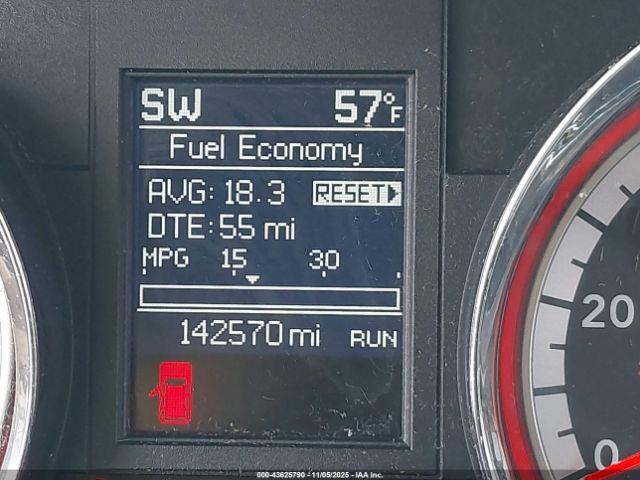 SW 57°F
Fuel Economy
AVG: 18.3 RESET
DTE: 55 mi
MPG 15 30
142570 mi RUN
20
0
000-43625790 - 11/05/2025 - IAA Inc.